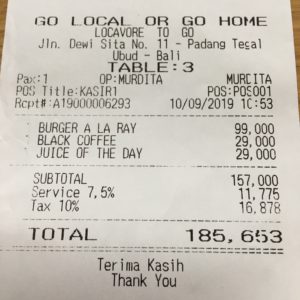 GO LOCAL OR GO HOME
LOCAVORE TO GO
Jln. Dewi Sita No. 11 - Padang Tegal
Ubud - Bali
TABLE:3
Pax:1 OP:MURDITA MURDITA
POS Title:KASIR1 POS:POS001
Rcpt#:A19000006293 10/09/2019 10:53
BURGER A LA RAY 99,000
BLACK COFFEE 29,000
JUICE OF THE DAY 29,000
SUBTOTAL 157,000
Service 7,5% 11,775
Tax 10% 16,878
TOTAL 185,653
Terima Kasih
Thank You